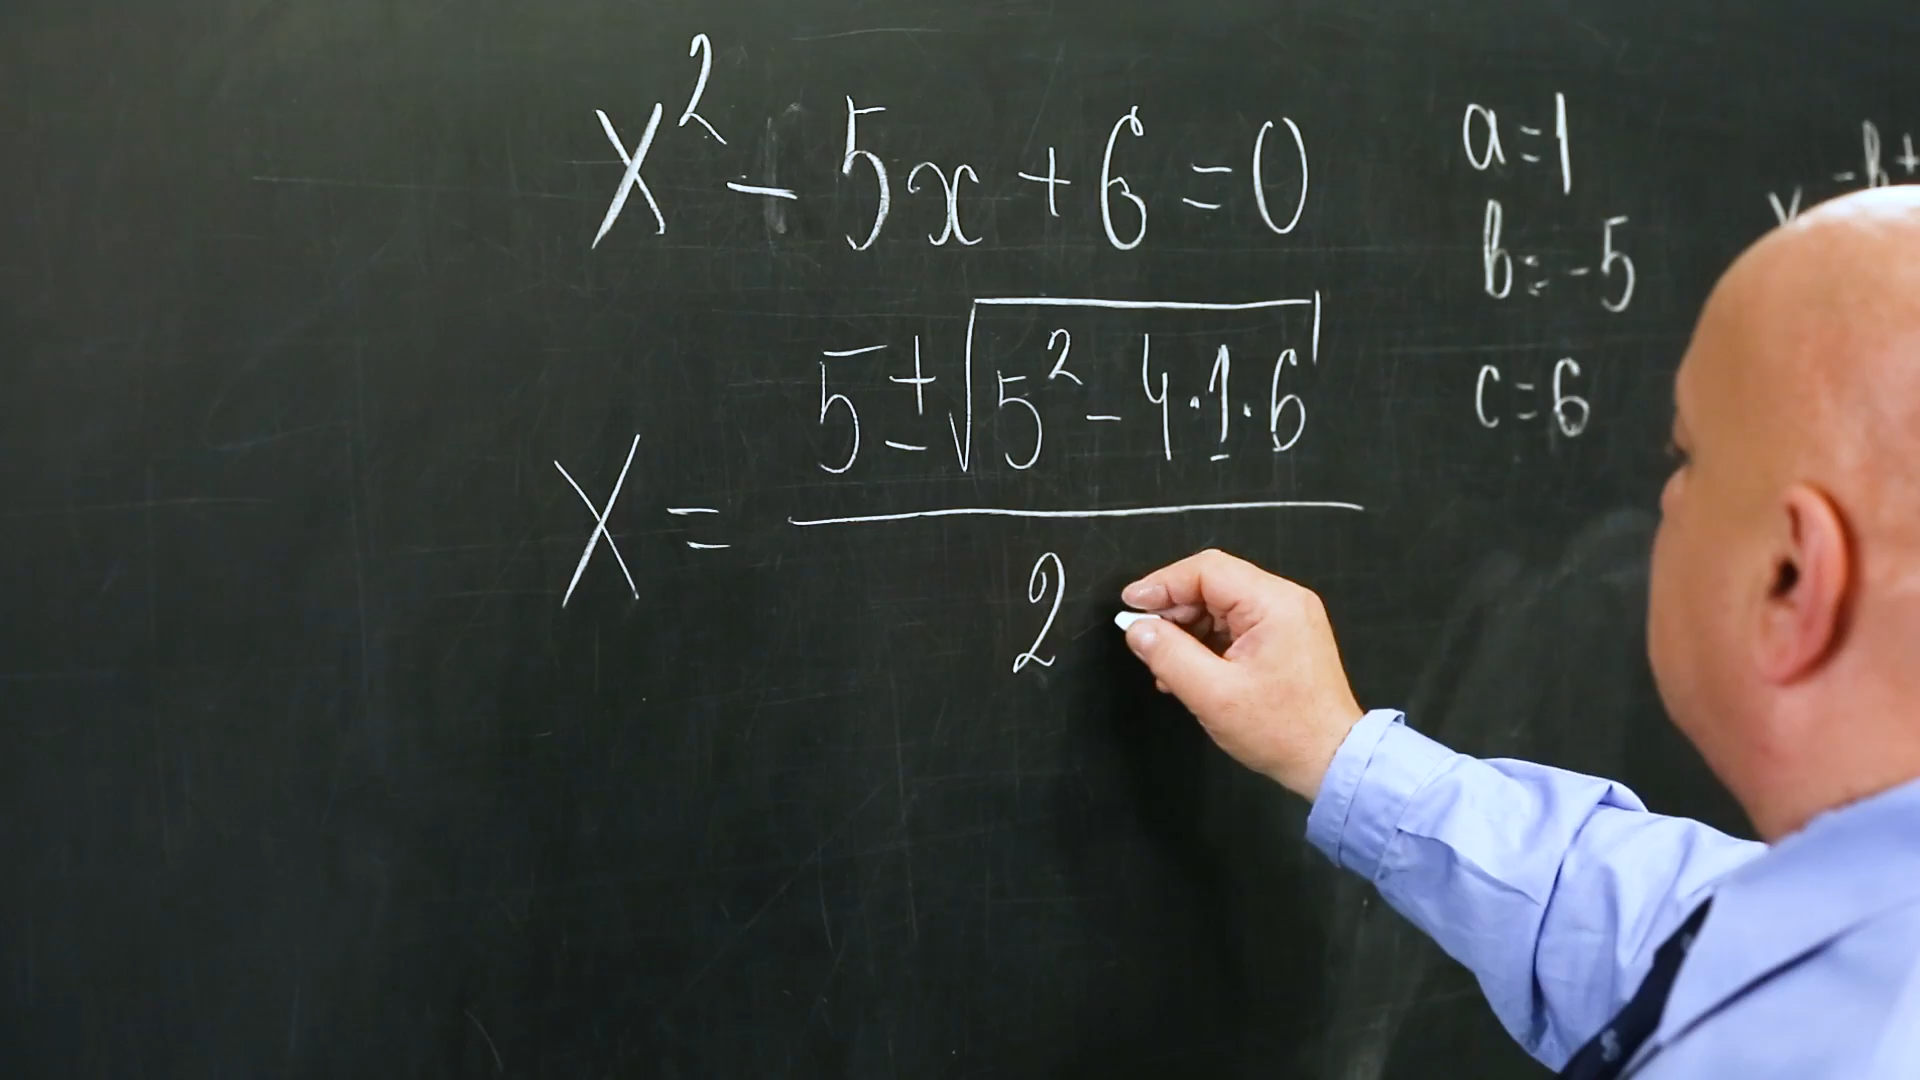 x² - 5x + 6 = 0
x = (5 ± √(5² - 4·1·6)) / 2
a = 1
b = -5
c = 6